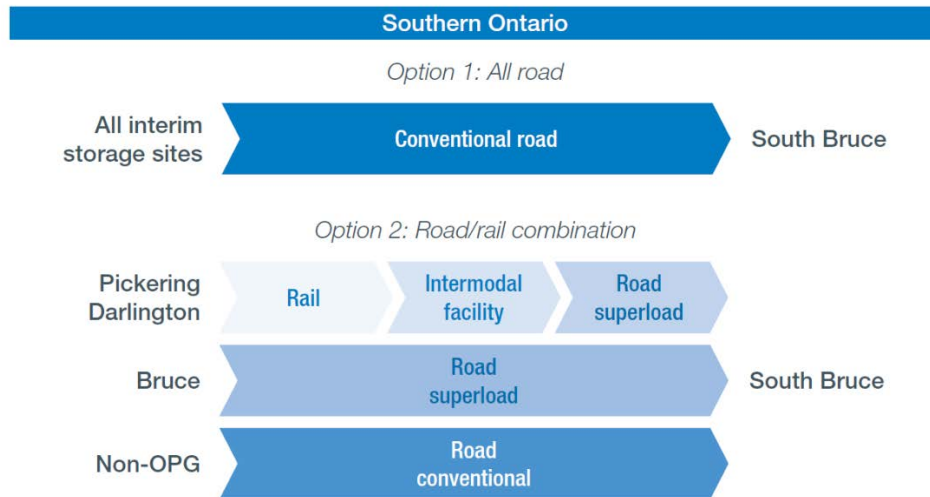 Southern Ontario
Option 1: All road
All interim
storage sites
Conventional road
South Bruce
Option 2: Road/rail combination
Pickering
Darlington
Rail
Intermodal
facility
Road
superload
Bruce
Road
superload
South Bruce
Non-OPG
Road
conventional